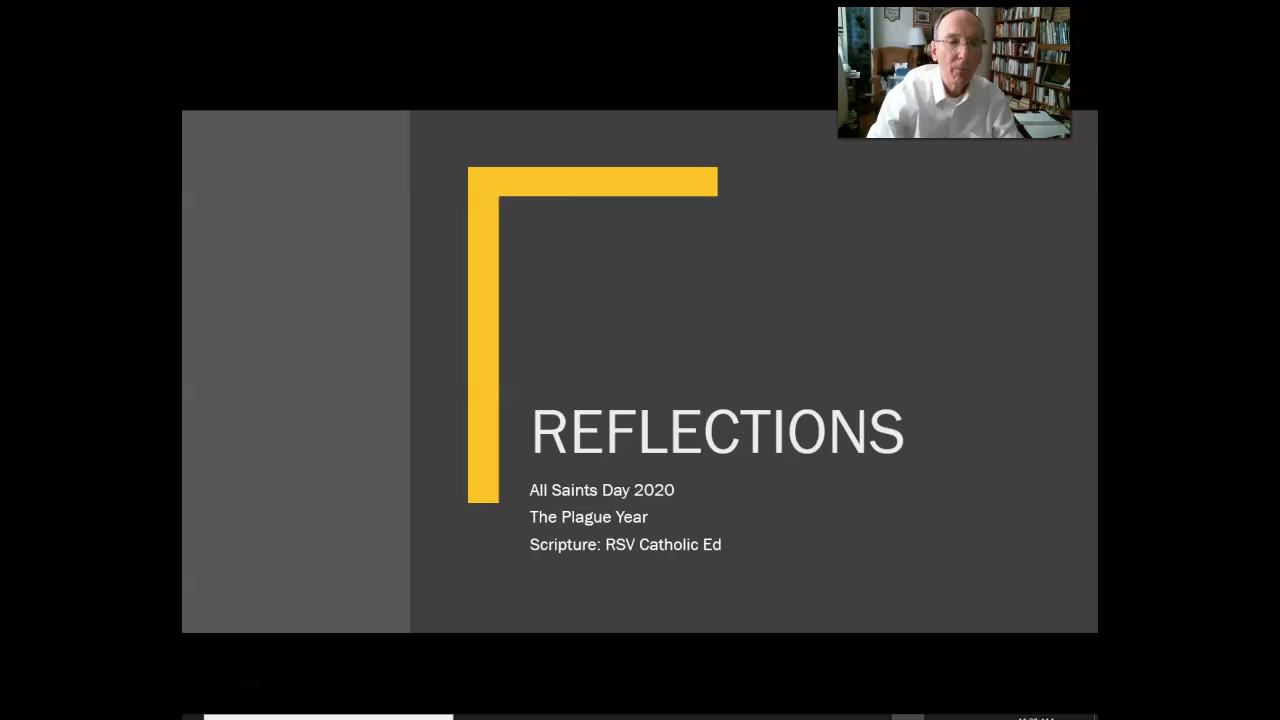 REFLECTIONS
All Saints Day 2020
The Plague Year
Scripture: RSV Catholic Ed